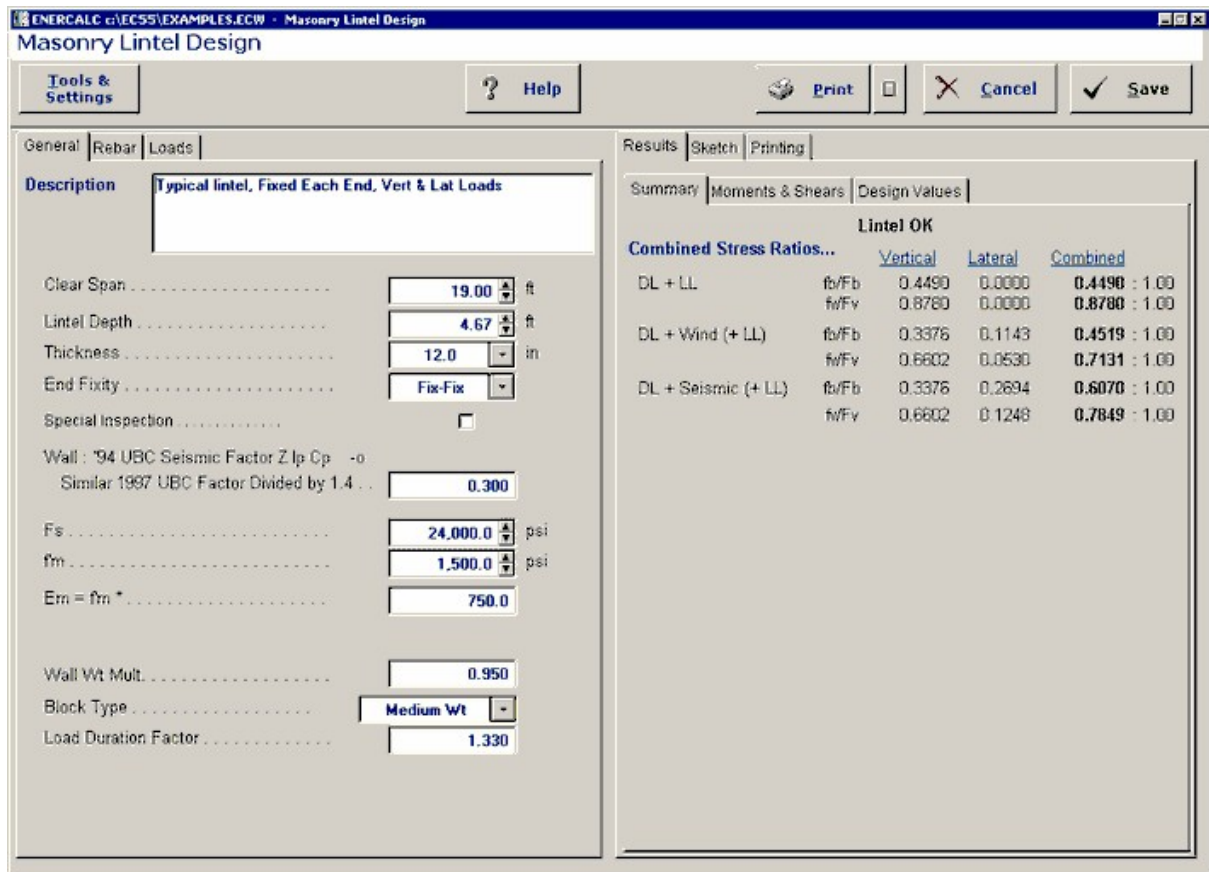 ENERCALC c:\EC55\EXAMPLES.ECW - Masonry Lintel Design
Masonry Lintel Design
Tools & Settings
? Help
Print
Cancel
Save
General Rebar Loads
Description Typical lintel, Fixed Each End, Vert & Lat Loads
Clear Span 19.00 ft
Lintel Depth 4.67 ft
Thickness 12.0 in
End Fixity Fix-Fix
Special Inspection
Wall : '94 UBC Seismic Factor Z Ip Cp -o
Similar 1997 UBC Factor Divided by 1.4 . . 0.300
Fs 24,000.0 psi
f'm 1,500.0 psi
Em = f'm * 750.0
Wall Wt Mult. 0.950
Block Type Medium Wt
Load Duration Factor 1.330
Results Sketch Printing
Summary Moments & Shears Design Values
Lintel OK
Combined Stress Ratios...
Vertical Lateral Combined
DL + LL fb/Fb 0.4490 0.0000 0.4490 : 1.00
fv/Fv 0.8780 0.0000 0.8780 : 1.00
DL + Wind (+ LL) fb/Fb 0.3376 0.1143 0.4519 : 1.00
fv/Fv 0.6602 0.0530 0.7131 : 1.00
DL + Seismic (+ LL) fb/Fb 0.3376 0.2694 0.6070 : 1.00
fv/Fv 0.6602 0.1248 0.7849 : 1.00